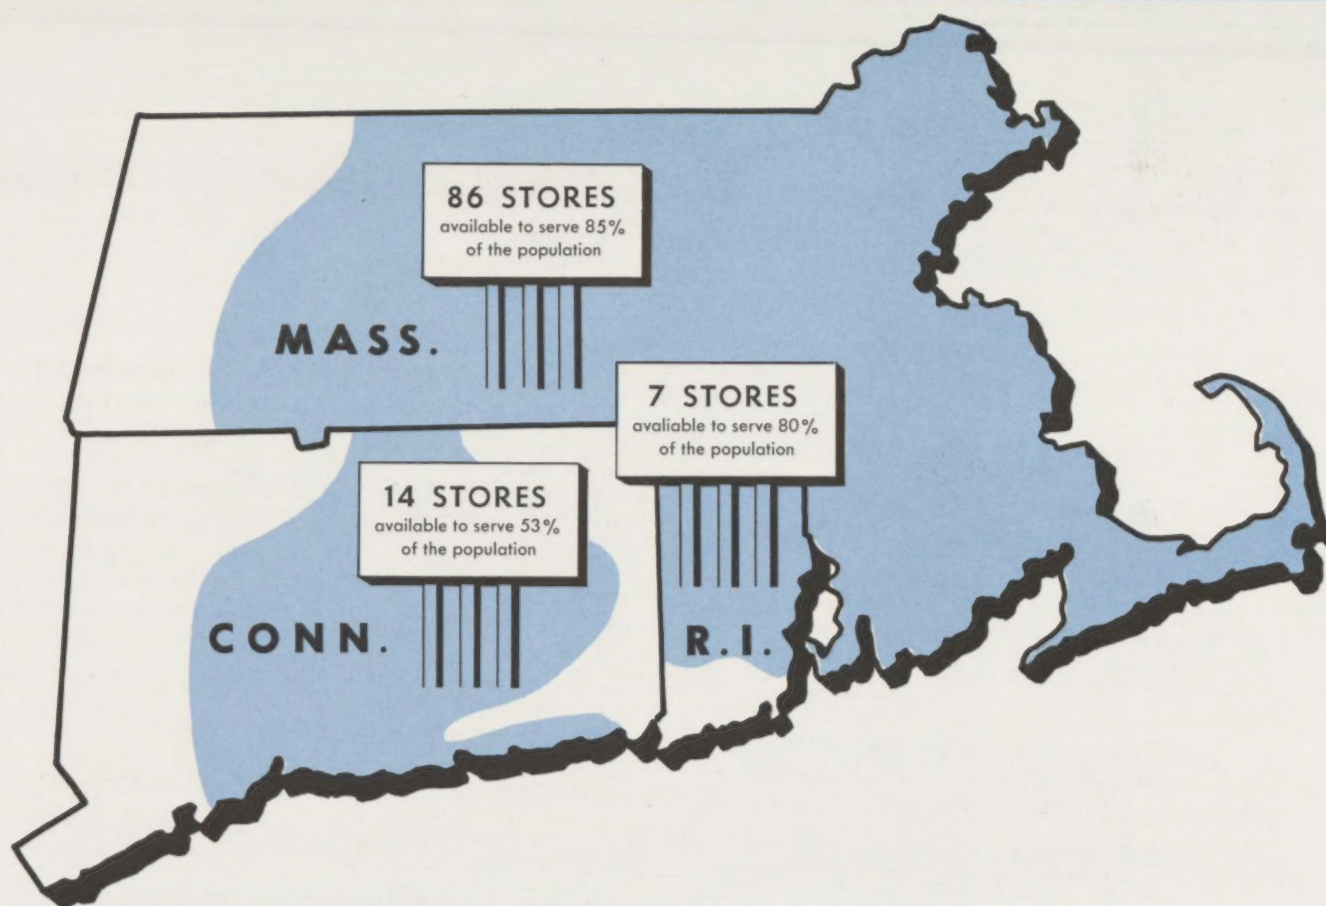 86 STORES
available to serve 85%
of the population
MASS.
7 STORES
avaliable to serve 80%
of the population
14 STORES
available to serve 53%
of the population
CONN.
R.I.